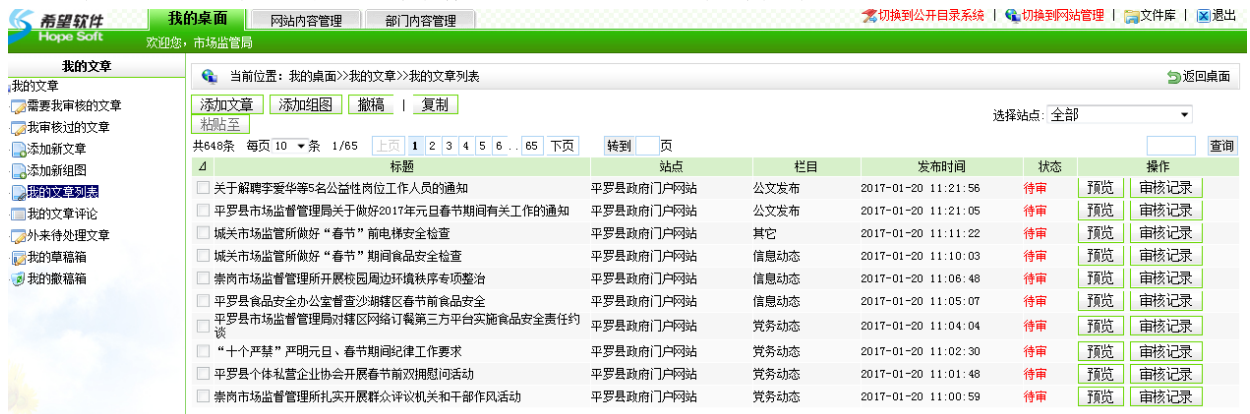 希望软件
Hope Soft
我的桌面 网站内容管理 部门内容管理
切换到公开目录系统 | 切换到网站管理 | 文件库 | 退出
欢迎您，市场监管局
我的文章
我的文章
需要我审核的文章
我审核过的文章
添加新文章
添加新组图
我的文章列表
我的文章评论
外来待处理文章
我的草稿箱
我的撤稿箱
当前位置：我的桌面>>我的文章>>我的文章列表
返回桌面
添加文章 添加组图 撤稿 | 复制
粘贴至
选择站点: 全部
共648条 每页 10 条 1/65 上页 1 2 3 4 5 6 .. 65 下页 转到 页
查询
标题 站点 栏目 发布时间 状态 操作
关于解聘李爱华等5名公益性岗位工作人员的通知 平罗县政府门户网站 公文发布 2017-01-20 11:21:56 待审 预览 审核记录
平罗县市场监督管理局关于做好2017年元旦春节期间有关工作的通知 平罗县政府门户网站 公文发布 2017-01-20 11:21:05 待审 预览 审核记录
城关市场监管所做好“春节”前电梯安全检查 平罗县政府门户网站 其它 2017-01-20 11:11:22 待审 预览 审核记录
城关市场监管所做好“春节”期间食品安全检查 平罗县政府门户网站 信息动态 2017-01-20 11:10:03 待审 预览 审核记录
崇岗市场监督管理所开展校园周边环境秩序专项整治 平罗县政府门户网站 信息动态 2017-01-20 11:06:48 待审 预览 审核记录
平罗县食品安全办公室督查沙湖辖区春节前食品安全 平罗县政府门户网站 信息动态 2017-01-20 11:05:07 待审 预览 审核记录
平罗县市场监督管理局对辖区网络订餐第三方平台实施食品安全责任约
谈 平罗县政府门户网站 党务动态 2017-01-20 11:04:04 待审 预览 审核记录
“十个严禁”严明元旦、春节期间纪律工作要求 平罗县政府门户网站 党务动态 2017-01-20 11:02:30 待审 预览 审核记录
平罗县个体私营企业协会开展春节前双拥慰问活动 平罗县政府门户网站 党务动态 2017-01-20 11:01:48 待审 预览 审核记录
崇岗市场监督管理所扎实开展群众评议机关和干部作风活动 平罗县政府门户网站 党务动态 2017-01-20 11:00:59 待审 预览 审核记录